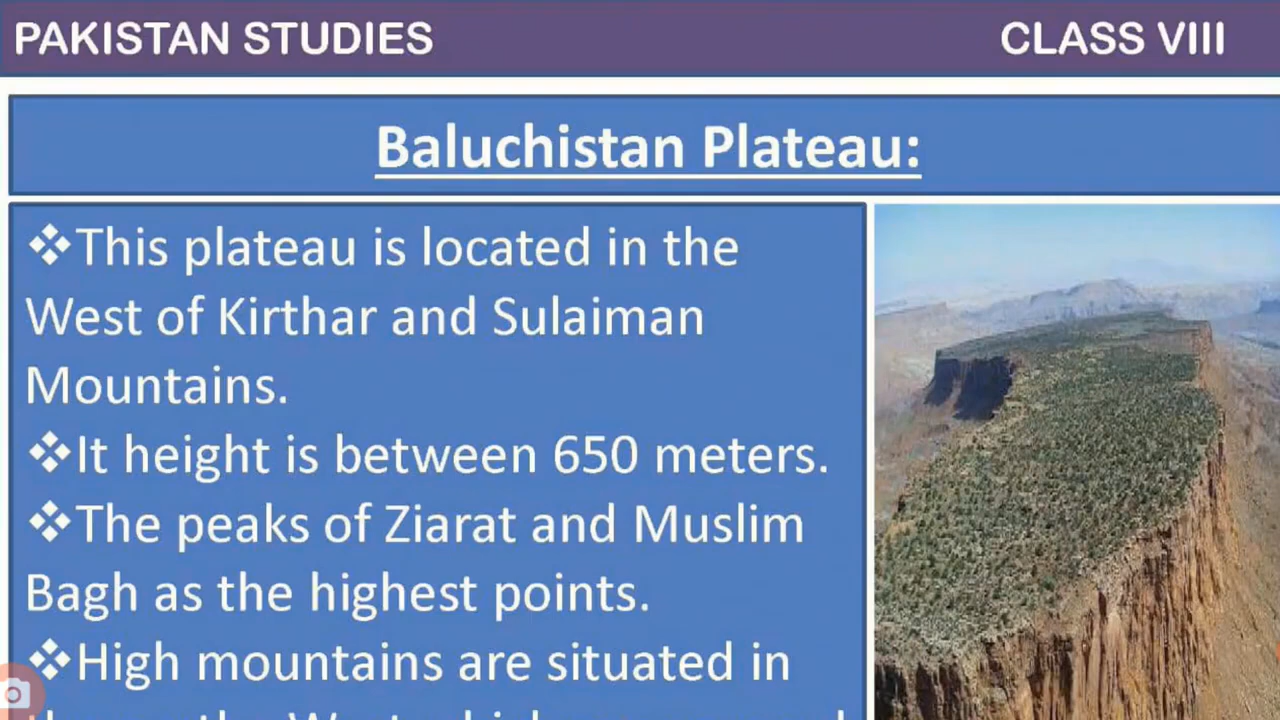 PAKISTAN STUDIES CLASS VIII
Baluchistan Plateau:
❖This plateau is located in the
West of Kirthar and Sulaiman
Mountains.
❖It height is between 650 meters.
❖The peaks of Ziarat and Muslim
Bagh as the highest points.
❖High mountains are situated in